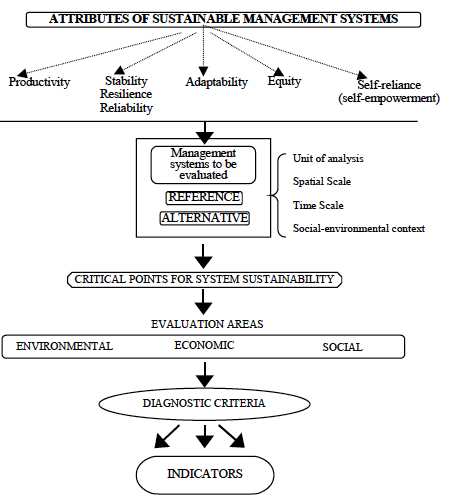 ATTRIBUTES OF SUSTAINABLE MANAGEMENT SYSTEMS
Productivity
Stability
Resilience
Reliability
Adaptability
Equity
Self-reliance
(self-empowerment)
Management
systems to be
evaluated
REFERENCE
ALTERNATIVE
Unit of analysis
Spatial Scale
Time Scale
Social-environmental context
CRITICAL POINTS FOR SYSTEM SUSTAINABILITY
EVALUATION AREAS
ENVIRONMENTAL
ECONOMIC
SOCIAL
DIAGNOSTIC CRITERIA
INDICATORS